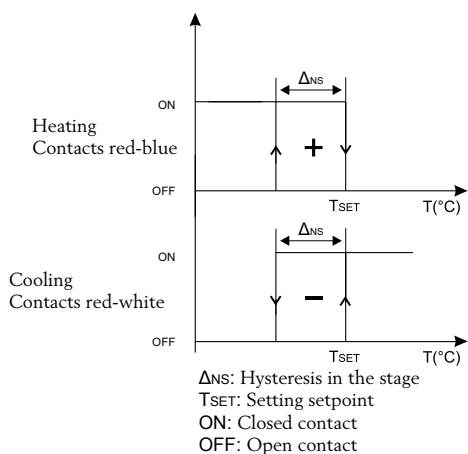 ΔNS
ON
Heating
Contacts red-blue
+
OFF
TSET T(°C)
ΔNS
ON
Cooling
Contacts red-white
−
OFF
TSET T(°C)
ΔNS: Hysteresis in the stage
TSET: Setting setpoint
ON: Closed contact
OFF: Open contact